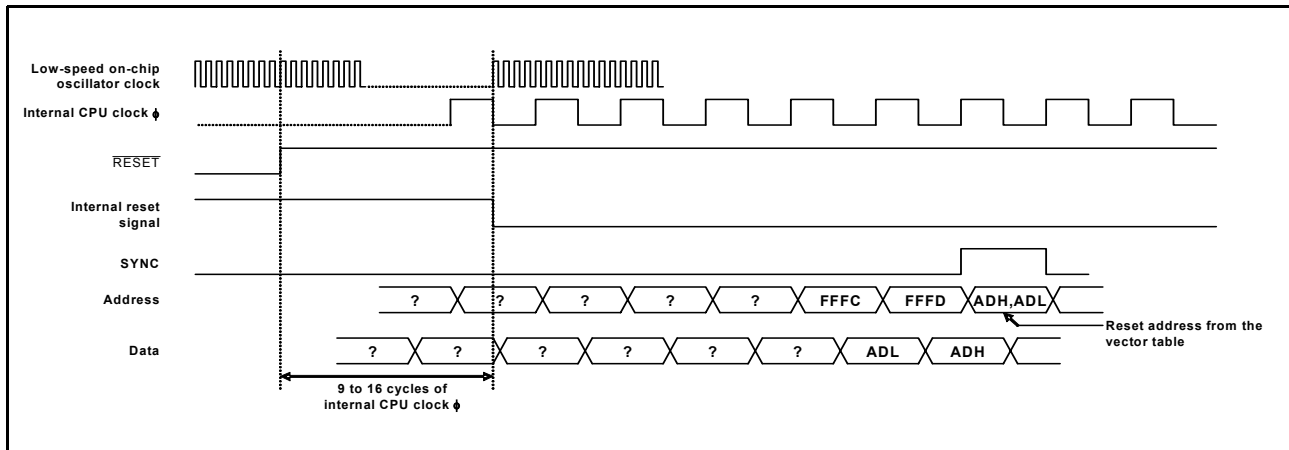 Low-speed on-chip
oscillator clock
Internal CPU clock ϕ
RESET
Internal reset
signal
SYNC
Address
? ? ? ? ? FFFC FFFD ADH,ADL
Reset address from the
vector table
Data
? ? ? ? ? ? ADL ADH
9 to 16 cycles of
internal CPU clock ϕ